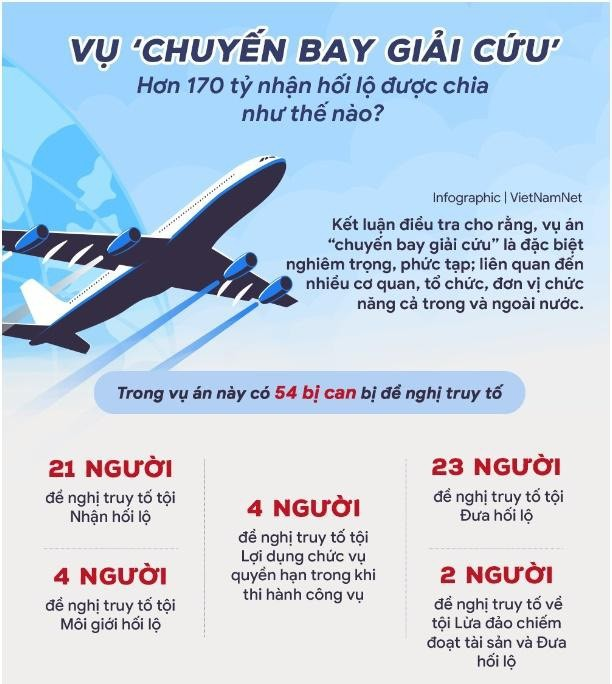 VỤ ‘CHUYẾN BAY GIẢI CỨU’
Hơn 170 tỷ nhận hối lộ được chia
như thế nào?
Infographic | VietNamNet
Kết luận điều tra cho rằng, vụ án
“chuyến bay giải cứu” là đặc biệt
nghiêm trọng, phức tạp; liên quan đến
nhiều cơ quan, tổ chức, đơn vị chức
năng cả trong và ngoài nước.
Trong vụ án này có 54 bị can bị đề nghị truy tố
21 NGƯỜI
đề nghị truy tố tội
Nhận hối lộ
4 NGƯỜI
đề nghị truy tố tội
Môi giới hối lộ
4 NGƯỜI
đề nghị truy tố tội
Lợi dụng chức vụ
quyền hạn trong khi
thi hành công vụ
23 NGƯỜI
đề nghị truy tố tội
Đưa hối lộ
2 NGƯỜI
đề nghị truy tố về
tội Lừa đảo chiếm
đoạt tài sản và Đưa
hối lộ